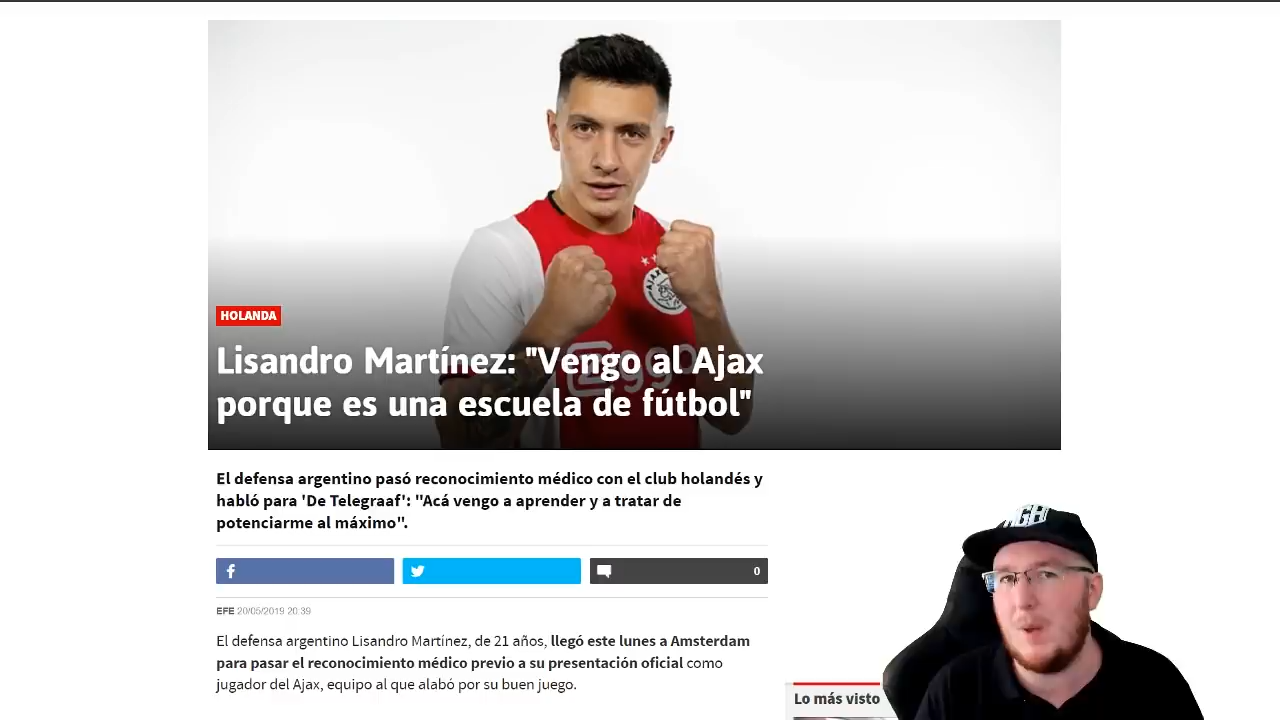 HOLANDA
Lisandro Martínez: "Vengo al Ajax
porque es una escuela de fútbol"
El defensa argentino pasó reconocimiento médico con el club holandés y
habló para 'De Telegraaf': "Acá vengo a aprender y a tratar de
potenciarme al máximo".
0
EFE 20/05/2019 20:39
El defensa argentino Lisandro Martínez, de 21 años, llegó este lunes a Amsterdam
para pasar el reconocimiento médico previo a su presentación oficial como
jugador del Ajax, equipo al que alabó por su buen juego.
Lo más visto